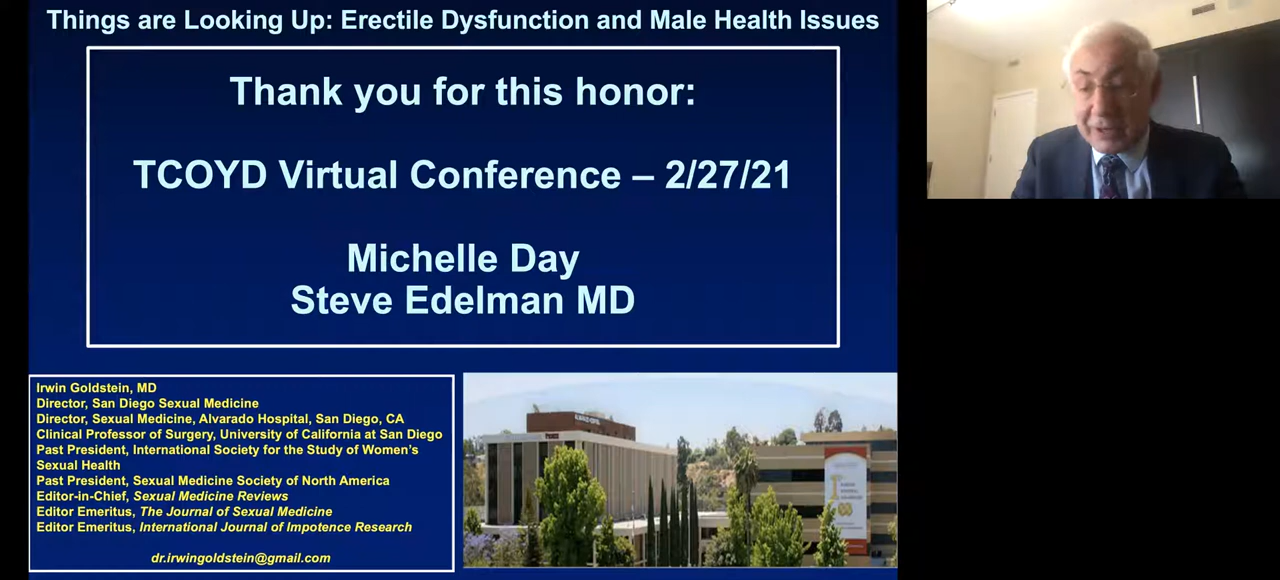 Things are Looking Up: Erectile Dysfunction and Male Health Issues
Thank you for this honor:
TCOYD Virtual Conference – 2/27/21
Michelle Day
Steve Edelman MD
Irwin Goldstein, MD
Director, San Diego Sexual Medicine
Director, Sexual Medicine, Alvarado Hospital, San Diego, CA
Clinical Professor of Surgery, University of California at San Diego
Past President, International Society for the Study of Women's
Sexual Health
Past President, Sexual Medicine Society of North America
Editor-in-Chief, Sexual Medicine Reviews
Editor Emeritus, The Journal of Sexual Medicine
Editor Emeritus, International Journal of Impotence Research
dr.irwingoldstein@gmail.com